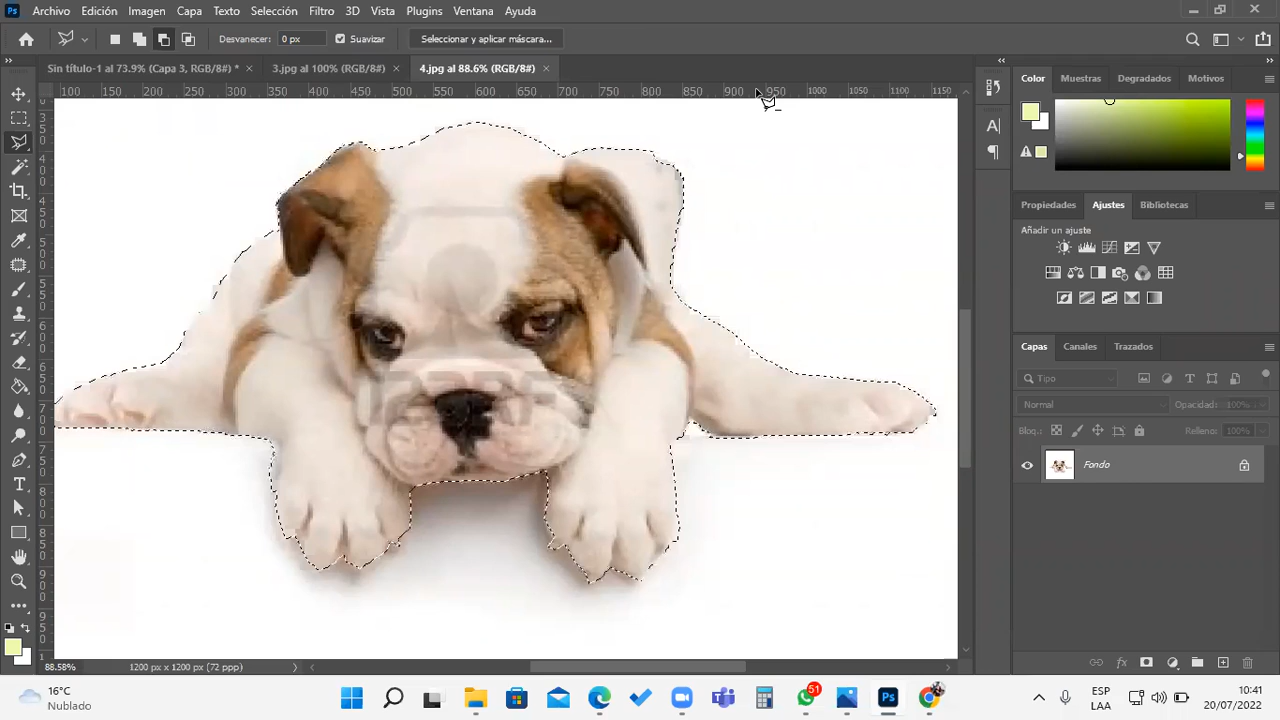 Ps Archivo Edición Imagen Capa Texto Selección Filtro 3D Vista Plugins Ventana Ayuda
Desvanecer: 0 px Suavizar Seleccionar y aplicar máscara...
Sin título-1 al 73.9% (Capa 3, RGB/8#) * × 3.jpg al 100% (RGB/8#) × 4.jpg al 88.6% (RGB/8#) ×
Color Muestras Degradados Motivos
100 150 200 250 300 350 400 450 500 550 600 650 700 750 800 850 900 950 1000 1050 1100 1150
Propiedades Ajustes Bibliotecas
Añadir un ajuste
Capas Canales Trazados
Tipo
Normal Opacidad: 100%
Bloq.: Relleno: 100%
Fondo
88.58% 1200 px x 1200 px (72 ppp)
16°C
Nublado
51
Ps
ESP
LAA
10:41
20/07/2022